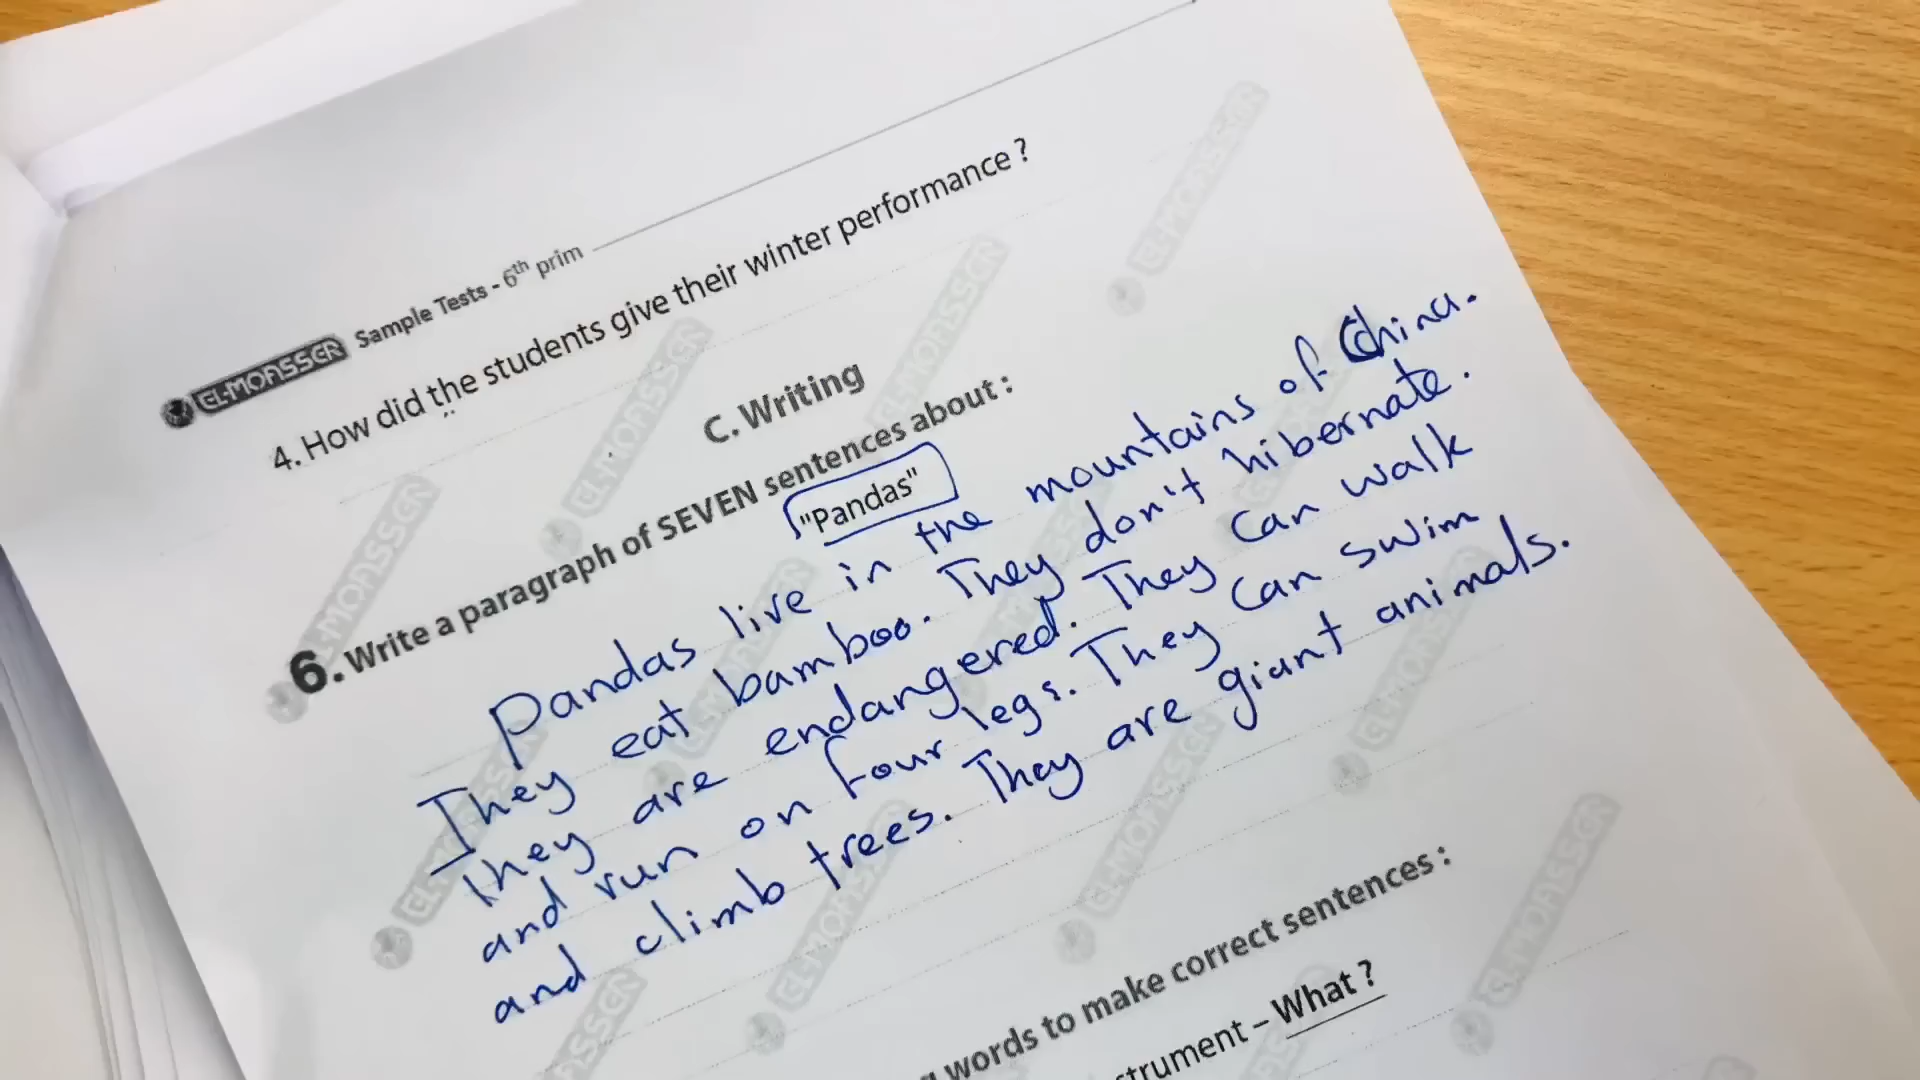 EL-MOASSER Sample Tests - 6th prim
4. How did the students give their winter performance ?
C. Writing
6. Write a paragraph of SEVEN sentences about :
"Pandas"
Pandas live in the mountains of China.
They eat bamboo. They don't hibernate.
They are endangered. They can walk
and run on four legs. They can swim
and climb trees. They are giant animals.
words to make correct sentences :
strument – What ?